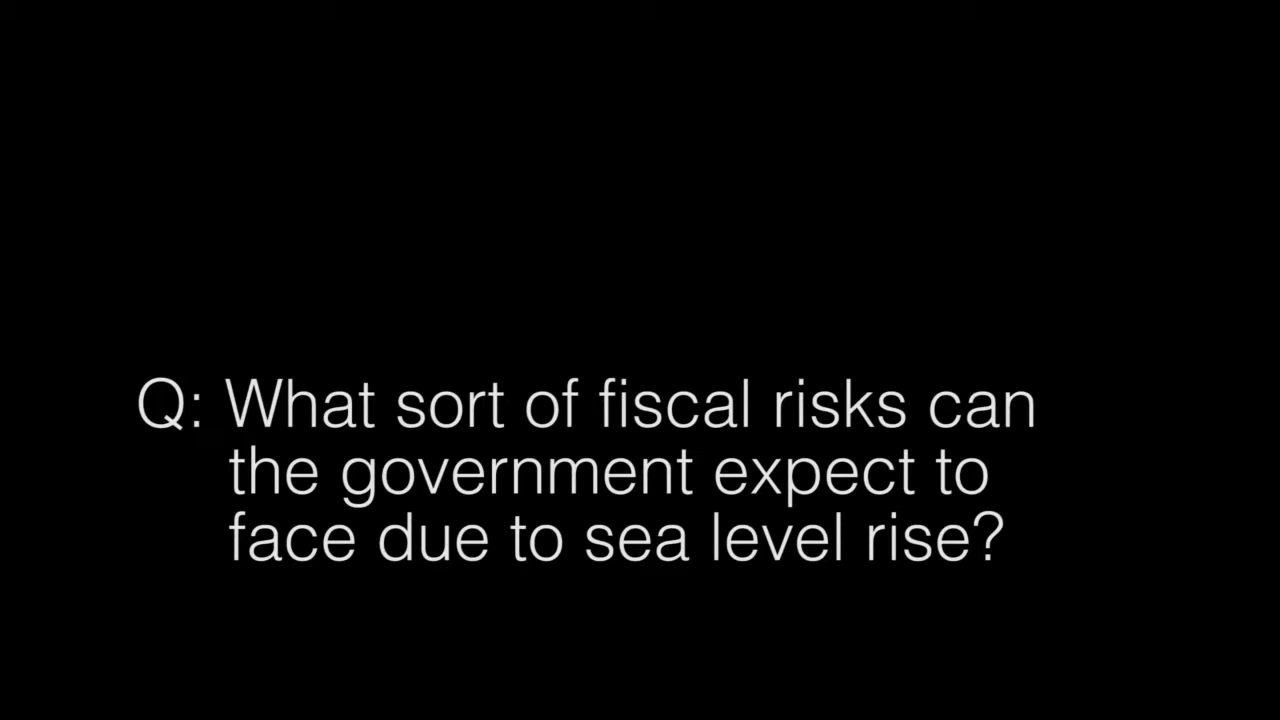 Q: What sort of fiscal risks can
the government expect to
face due to sea level rise?